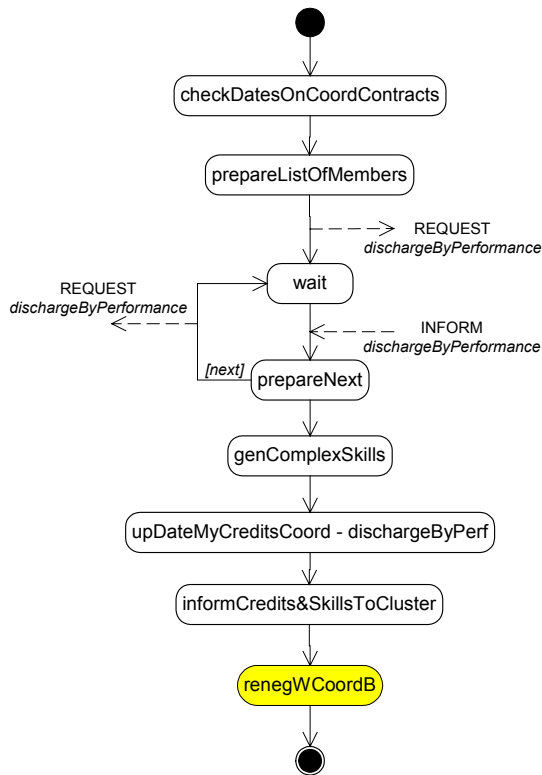 checkDatesOnCoordContracts
prepareListOfMembers
REQUEST
dischargeByPerformance
wait
REQUEST
dischargeByPerformance
INFORM
dischargeByPerformance
[next]
prepareNext
genComplexSkills
upDateMyCreditsCoord - dischargeByPerf
informCredits&SkillsToCluster
renegWCoordB